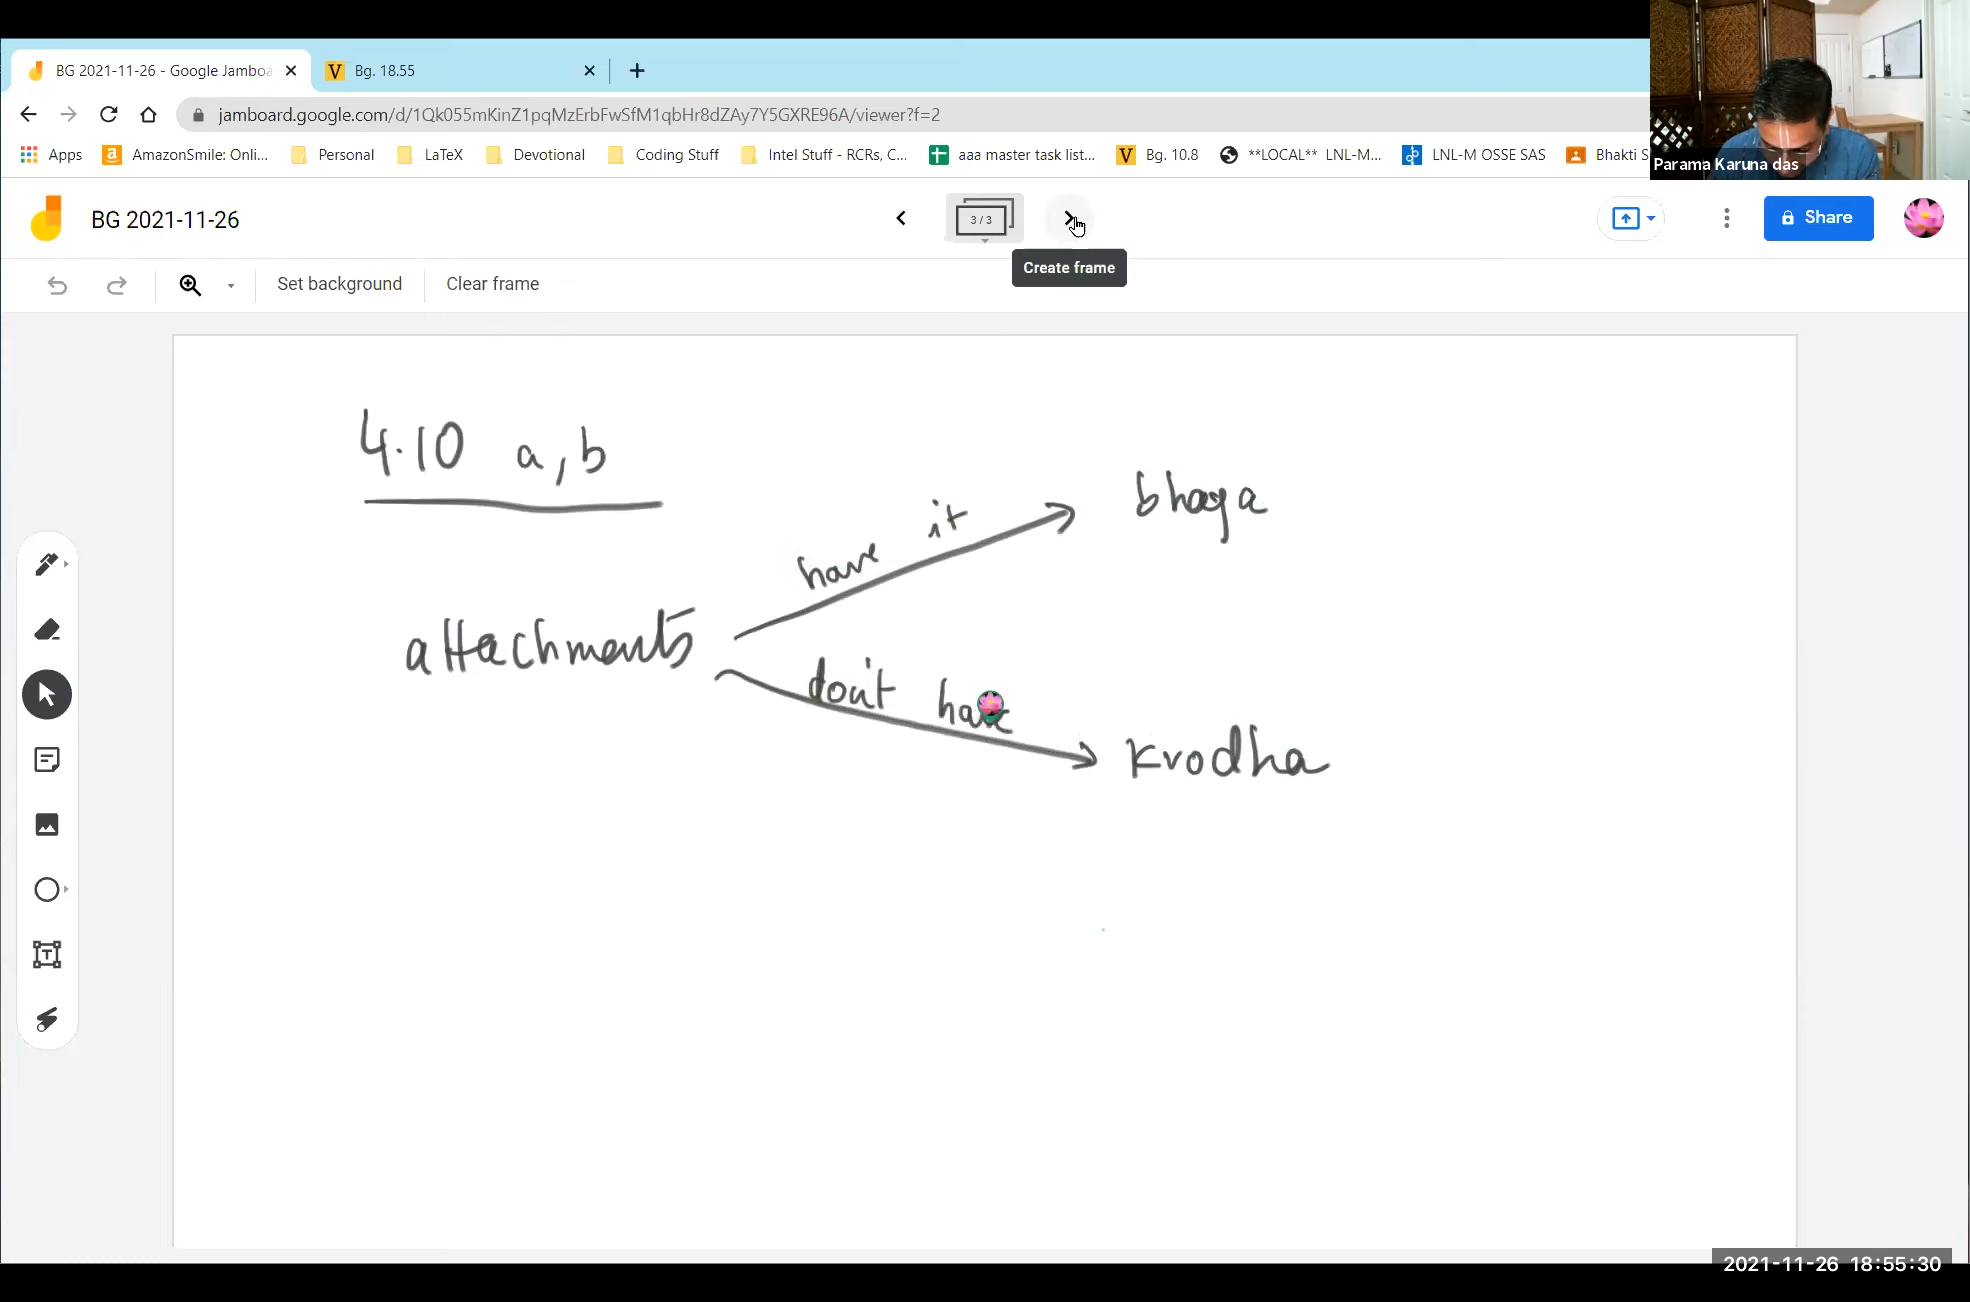 BG 2021-11-26 - Google Jamboa
Bg. 18.55
jamboard.google.com/d/1Qk055mKinZ1pqMzErbFwSfM1qbHr8dZAy7Y5GXRE96A/viewer?f=2
Apps AmazonSmile: Onli... Personal LaTeX Devotional Coding Stuff Intel Stuff - RCRs, C... aaa master task list... Bg. 10.8 **LOCAL** LNL-M... LNL-M OSSE SAS Bhakti S
Parama Karuna das
BG 2021-11-26
3 / 3
Share
Create frame
Set background Clear frame
4.10 a, b
have it
bhaga
attachments
don't have
krodha
2021-11-26 18:55:30